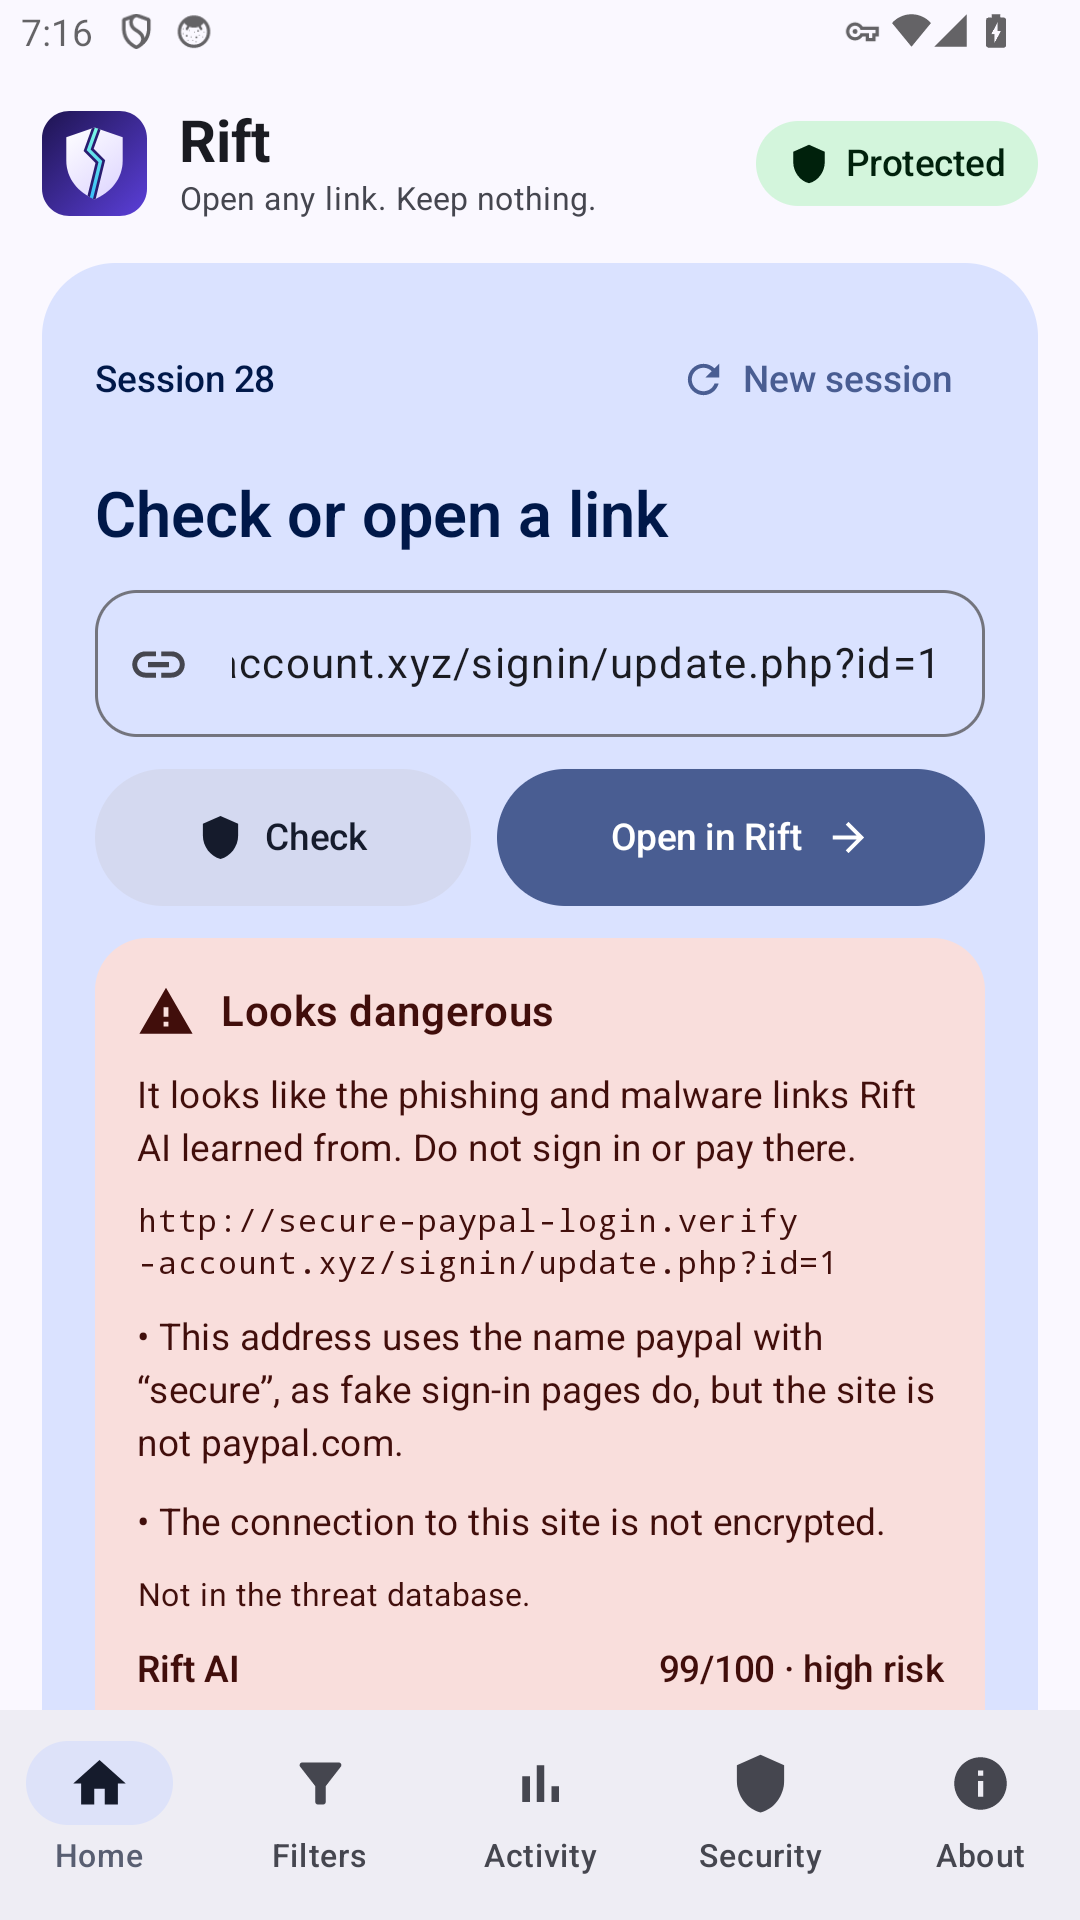 7:16
Rift
Open any link. Keep nothing.
Protected
Session 28
New session
Check or open a link
ccount.xyz/signin/update.php?id=1
Check
Open in Rift
Looks dangerous
It looks like the phishing and malware links Rift
AI learned from. Do not sign in or pay there.
http://secure-paypal-login.verify
-account.xyz/signin/update.php?id=1
• This address uses the name paypal with
“secure”, as fake sign-in pages do, but the site is
not paypal.com.
• The connection to this site is not encrypted.
Not in the threat database.
Rift AI
99/100 · high risk
Home
Filters
Activity
Security
About